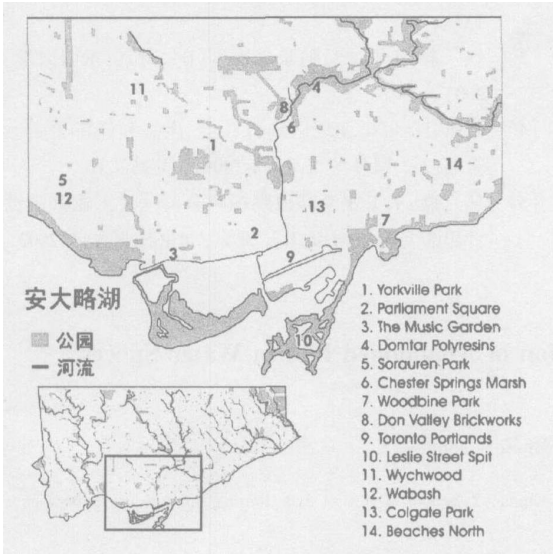 11
4
8
6
1
14
5
12
13
7
2
3
9
10
安大略湖
公园
河流
1. Yorkville Park
2. Parliament Square
3. The Music Garden
4. Domtar Polyresins
5. Sorauren Park
6. Chester Springs Marsh
7. Woodbine Park
8. Don Valley Brickworks
9. Toronto Portlands
10. Leslie Street Spit
11. Wychwood
12. Wabash
13. Colgate Park
14. Beaches North